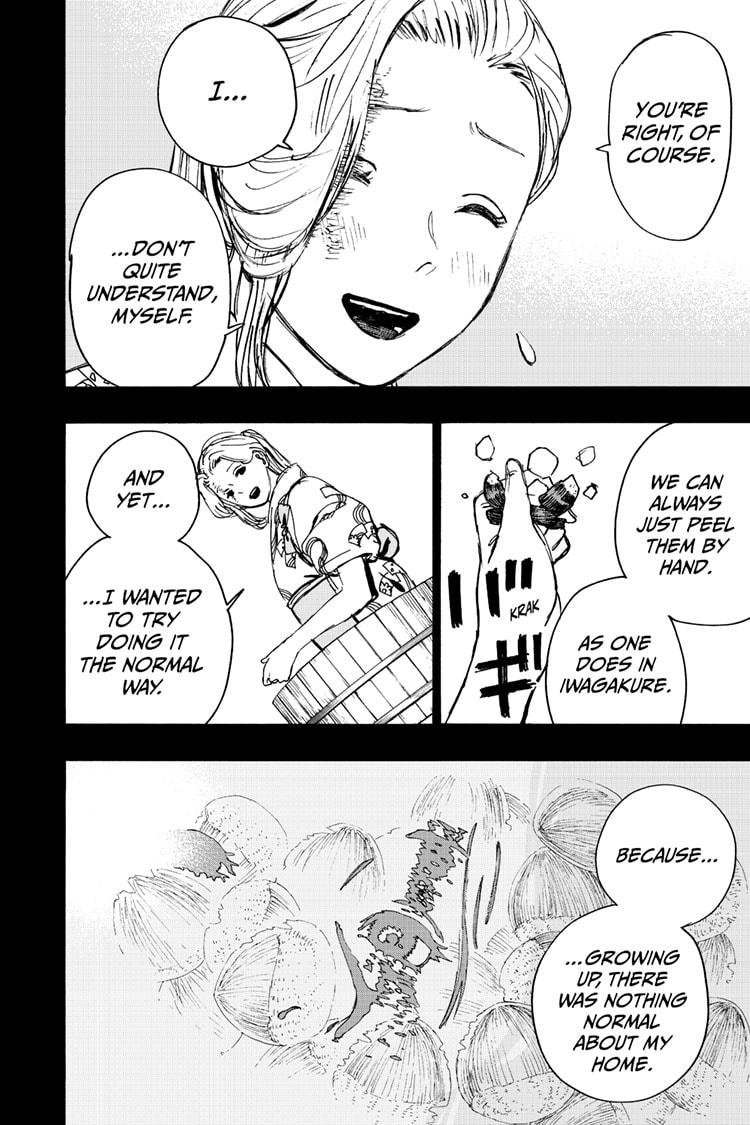 YOU'RE
RIGHT, OF
COURSE.
I...
...DON'T
QUITE
UNDERSTAND,
MYSELF.
WE CAN
ALWAYS
JUST PEEL
THEM BY
HAND.
AS ONE
DOES IN
IWAGAKURE.
バギ
KRAK
AND
YET...
...I WANTED
TO TRY
DOING IT
THE NORMAL
WAY.
BECAUSE...
...GROWING
UP, THERE
WAS NOTHING
NORMAL
ABOUT MY
HOME.